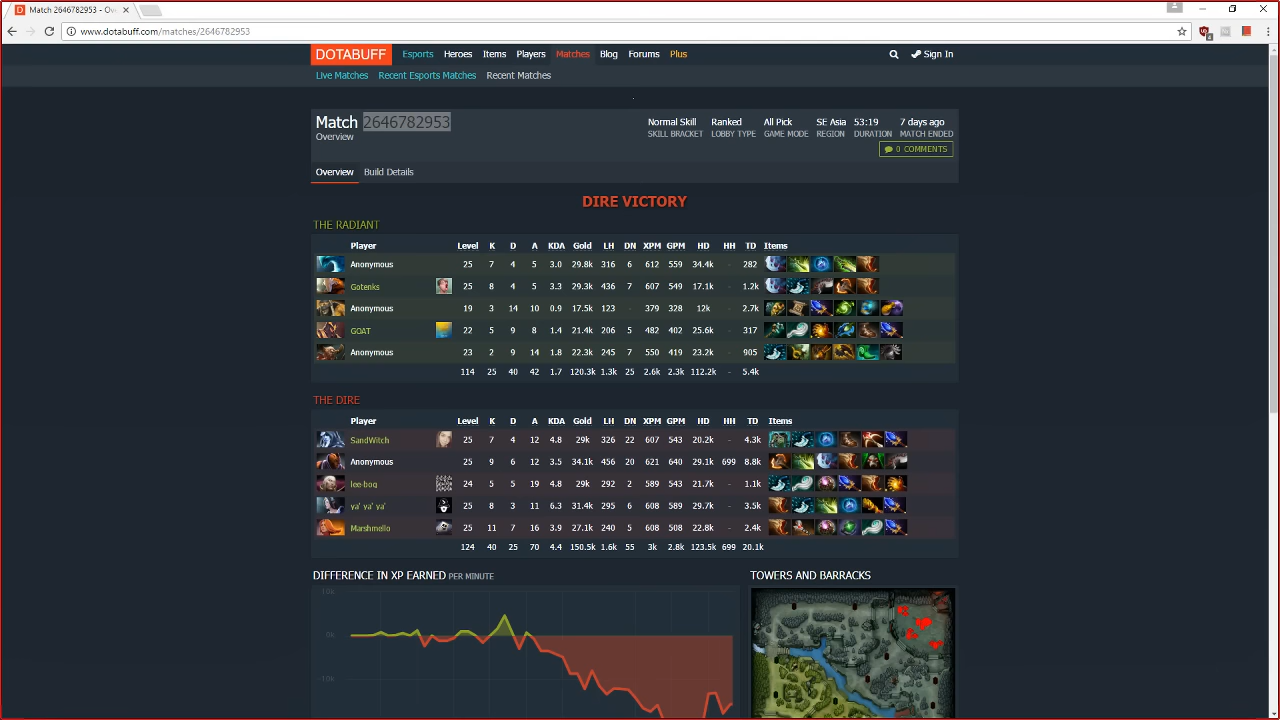 Match 2646782953 - Ov
www.dotabuff.com/matches/2646782953
DOTABUFF Esports Heroes Items Players Matches Blog Forums Plus Sign In
Live Matches Recent Esports Matches Recent Matches
Match 2646782953
Overview
Normal Skill Ranked All Pick SE Asia 53:19 7 days ago
SKILL BRACKET LOBBY TYPE GAME MODE REGION DURATION MATCH ENDED
0 COMMENTS
Overview Build Details
DIRE VICTORY
THE RADIANT
Player Level K D A KDA Gold LH DN XPM GPM HD HH TD Items
Anonymous 25 7 4 5 3.0 29.8k 316 6 612 559 34.4k - 282
Gotenks 25 8 4 5 3.3 29.3k 436 7 607 549 17.1k - 1.2k
Anonymous 19 3 14 10 0.9 17.5k 123 - 379 328 12k - 2.7k
GOAT 22 5 9 8 1.4 21.4k 206 5 482 402 25.6k - 317
Anonymous 23 2 9 14 1.8 22.3k 245 7 550 419 23.2k - 905
114 25 40 42 1.7 120.3k 1.3k 25 2.6k 2.3k 112.2k - 5.4k
THE DIRE
Player Level K D A KDA Gold LH DN XPM GPM HD HH TD Items
SandWitch 25 7 4 12 4.8 29k 326 22 607 543 20.2k - 4.3k
Anonymous 25 9 6 12 3.5 34.1k 456 20 621 640 29.1k 699 8.8k
lee-boq 24 5 5 19 4.8 29k 292 2 589 543 21.7k - 1.1k
ya' ya' ya' 25 8 3 11 6.3 31.4k 295 6 608 589 29.7k - 3.5k
Marshmello 25 11 7 16 3.9 27.1k 240 5 608 508 22.8k - 2.4k
124 40 25 70 4.4 150.5k 1.6k 55 3k 2.8k 123.5k 699 20.1k
DIFFERENCE IN XP EARNED PER MINUTE
TOWERS AND BARRACKS
10k
0k
-10k